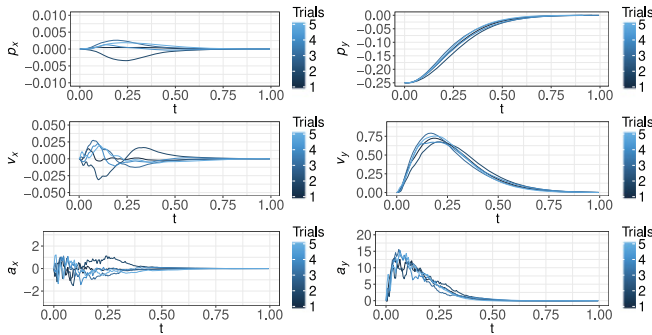 0.010 Trials
0.005 5
p_x 0.000 4
−0.005 3
−0.010 2
1
0.00 0.25 0.50 0.75 1.00
t
0.00 Trials
−0.05 5
p_y −0.10 4
−0.15 3
−0.20 2
−0.25 1
0.00 0.25 0.50 0.75 1.00
t
0.050 Trials
0.025 5
v_x 0.000 4
−0.025 3
−0.050 2
1
0.00 0.25 0.50 0.75 1.00
t
0.75 Trials
0.50 5
v_y 0.25 4
0.00 3
2
1
0.00 0.25 0.50 0.75 1.00
t
2 Trials
a_x 0 5
−2 4
3
2
1
0.00 0.25 0.50 0.75 1.00
t
20 Trials
15 5
a_y 10 4
5 3
0 2
1
0.00 0.25 0.50 0.75 1.00
t